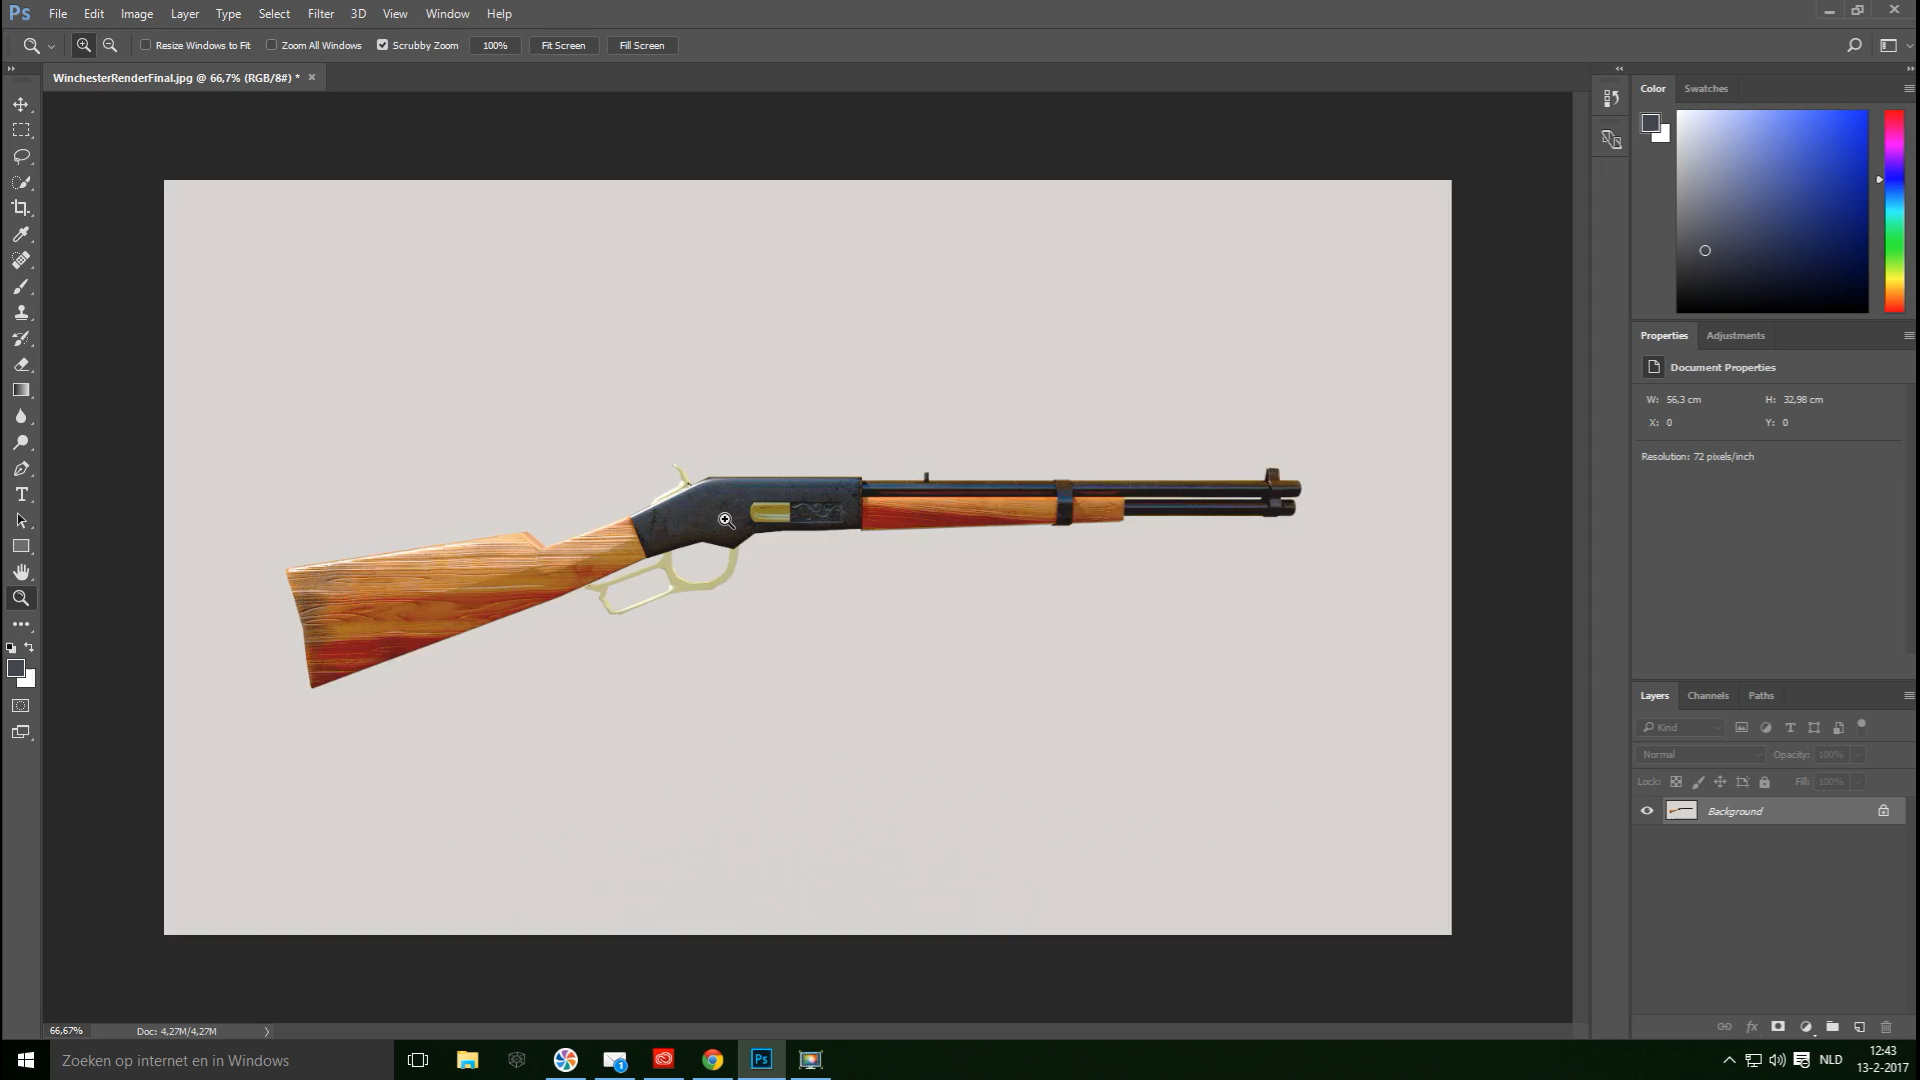 Ps File Edit Image Layer Type Select Filter 3D View Window Help
Resize Windows to Fit Zoom All Windows Scrubby Zoom 100% Fit Screen Fill Screen
WinchesterRenderFinal.jpg @ 66,7% (RGB/8#) * ×
Color Swatches
Properties Adjustments
Document Properties
W: 56,3 cm H: 32,98 cm
X: 0 Y: 0
Resolution: 72 pixels/inch
Layers Channels Paths
Kind
Normal Opacity: 100%
Lock: Fill: 100%
Background
66,67% Doc: 4,27M/4,27M
Zoeken op internet en in Windows
1
Ps
NLD
12:43
13-2-2017